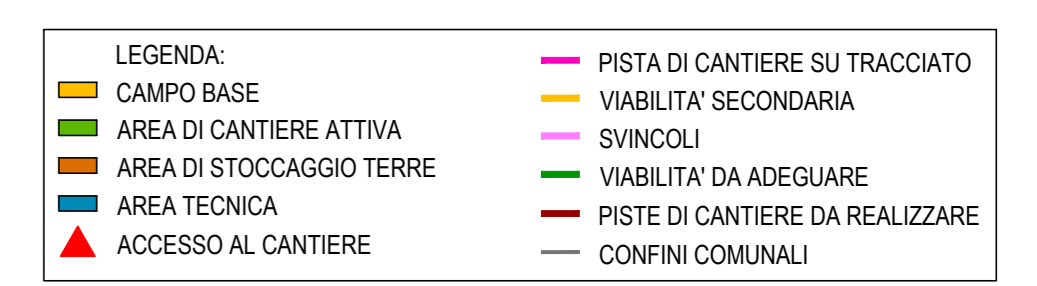 LEGENDA:
CAMPO BASE
AREA DI CANTIERE ATTIVA
AREA DI STOCCAGGIO TERRE
AREA TECNICA
ACCESSO AL CANTIERE
PISTA DI CANTIERE SU TRACCIATO
VIABILITA' SECONDARIA
SVINCOLI
VIABILITA' DA ADEGUARE
PISTE DI CANTIERE DA REALIZZARE
CONFINI COMUNALI